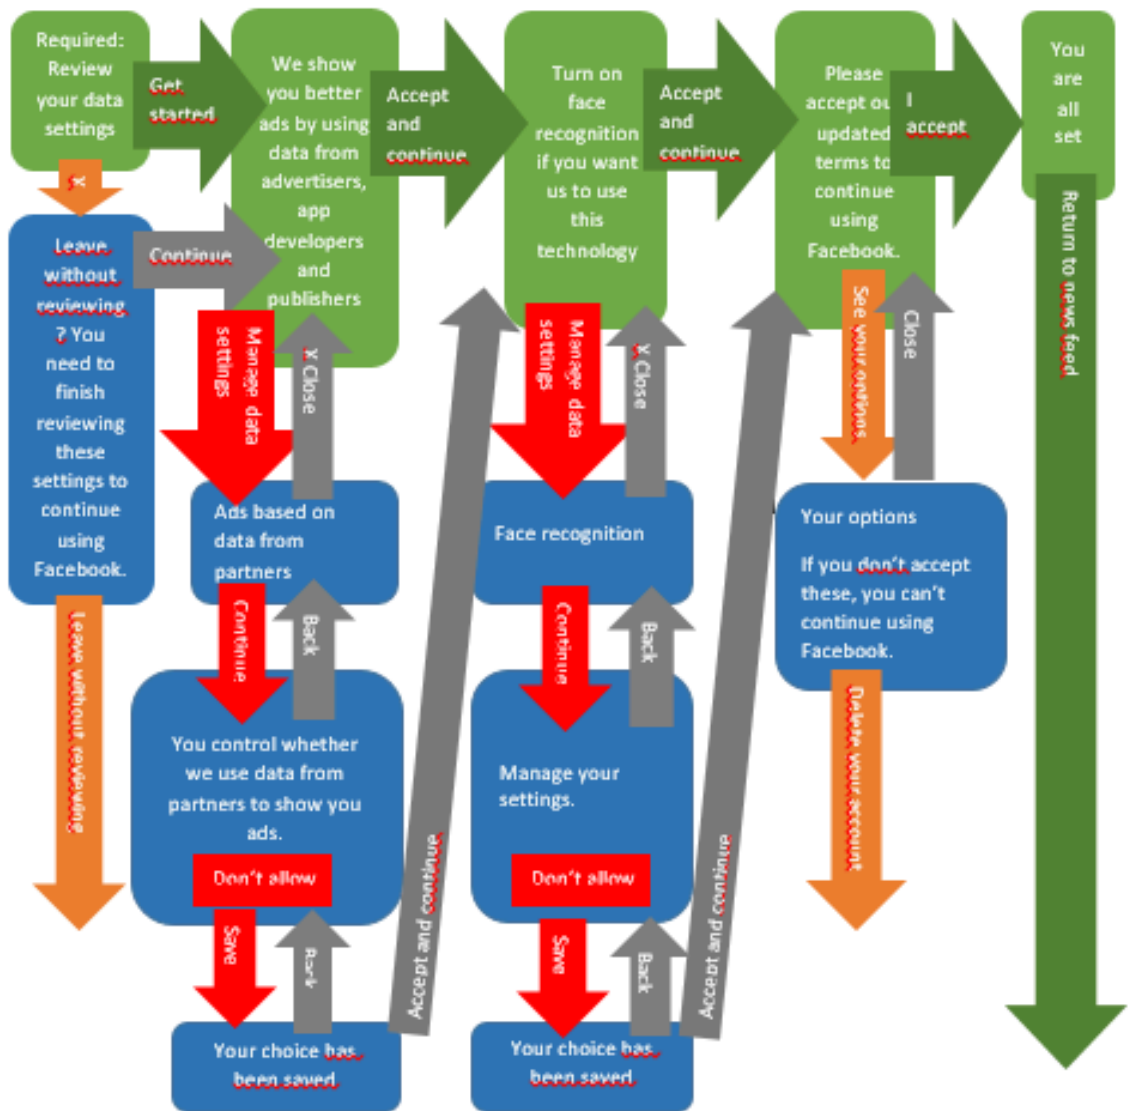 Required:
Review
your data
settings
Get
started
We show
you better
ads by using
data from
advertisers,
app
developers
and
publishers
Accept
and
continue
Turn on
face
recognition
if you want
us to use
this
technology
Accept
and
continue
Please
accept our
updated
terms to
continue
using
Facebook.
I
accept
You
are
all
set
x
Leave
without
reviewing
? You
need to
finish
reviewing
these
settings to
continue
using
Facebook.
Continue
Manage data
settings
X Close
Manage data
settings
X Close
See your options
Close
Return to news feed
Ads based on
data from
partners
Face recognition
Your options
If you don't accept
these, you can't
continue using
Facebook.
Leave without reviewing
Continue
Back
Continue
Back
Delete your account
You control whether
we use data from
partners to show you
ads.
Don't allow
Manage your
settings.
Don't allow
Save
Back
Accept and continue
Save
Back
Accept and continue
Your choice has
been saved
Your choice has
been saved